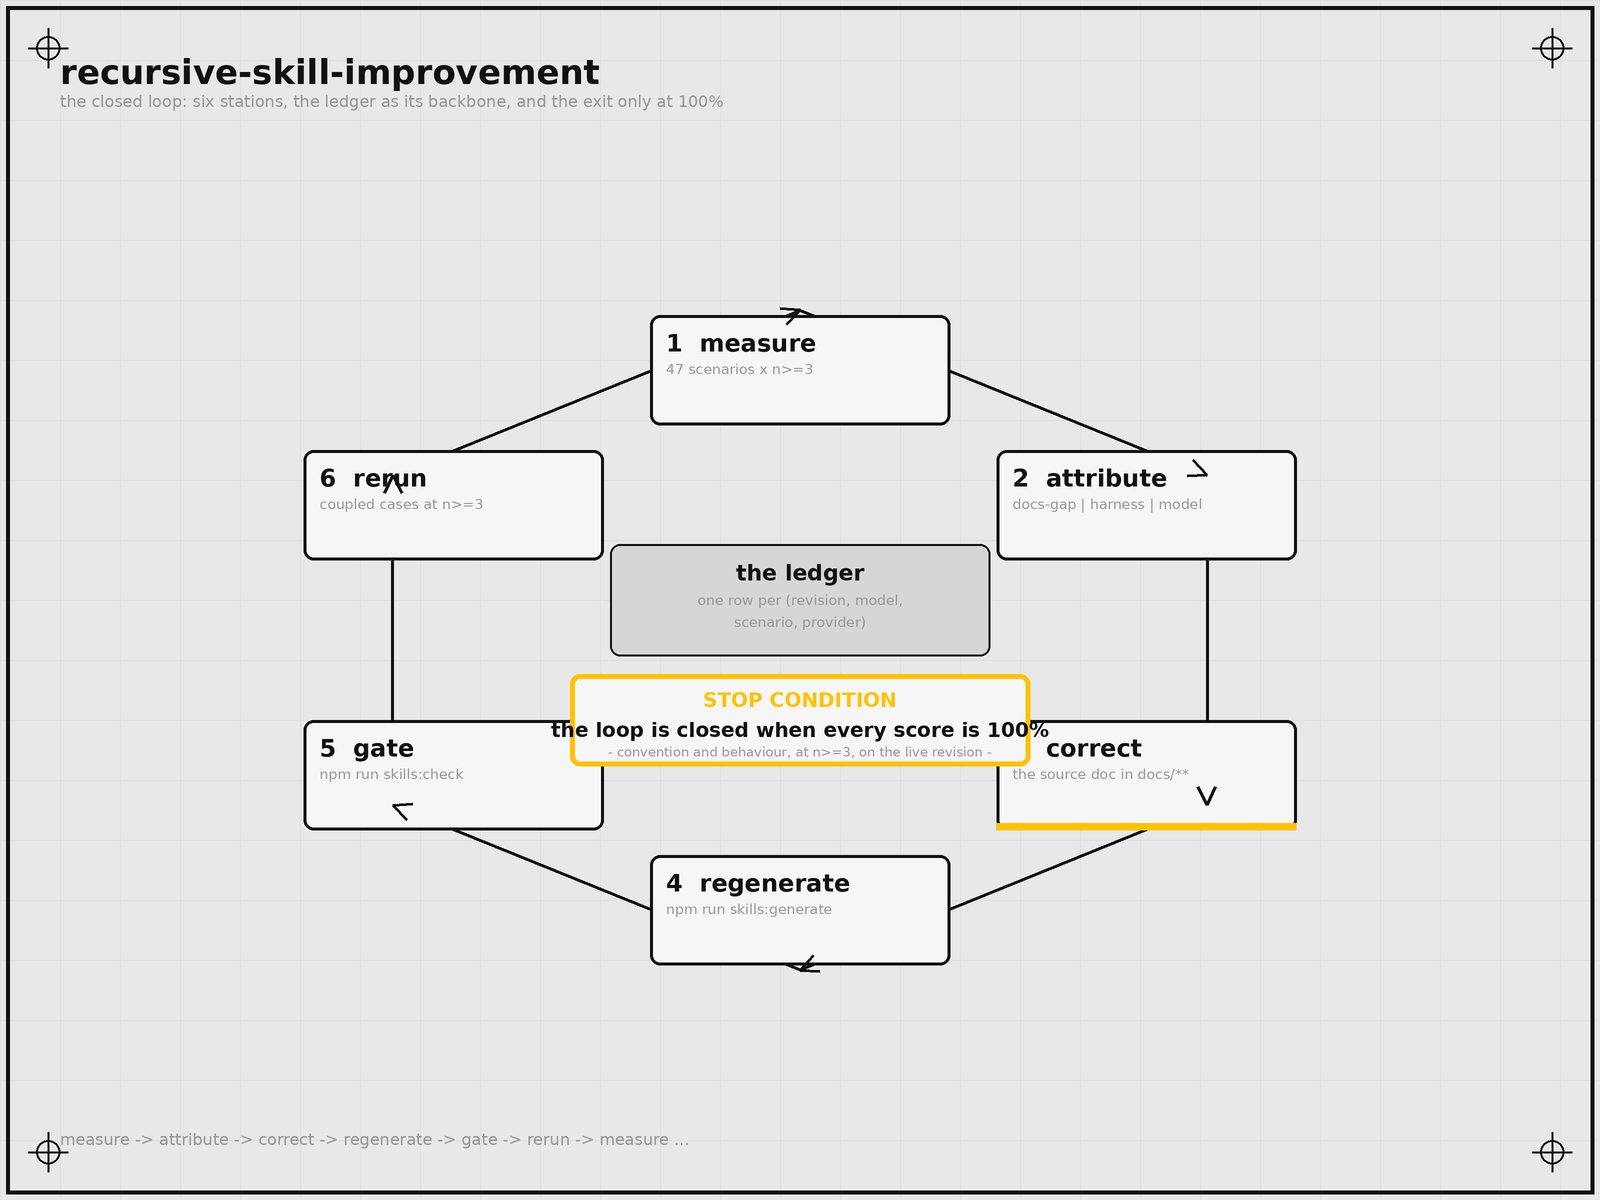 recursive-skill-improvement
the closed loop: six stations, the ledger as its backbone, and the exit only at 100%
1 measure
47 scenarios x n>=3
6 rerun
coupled cases at n>=3
2 attribute
docs-gap | harness | model
the ledger
one row per (revision, model,
scenario, provider)
STOP CONDITION
the loop is closed when every score is 100%
- convention and behaviour, at n>=3, on the live revision -
5 gate
npm run skills:check
correct
the source doc in docs/**
4 regenerate
npm run skills:generate
measure -> attribute -> correct -> regenerate -> gate -> rerun -> measure ...